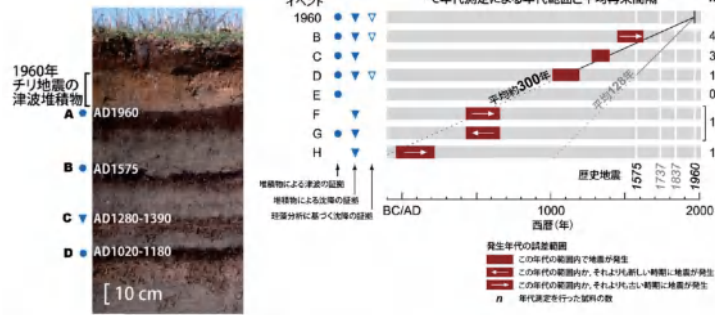 1960年
チリ地震の
津波堆積物
A AD1960
B AD1575
C AD1280-1390
D AD1020-1180
[ 10 cm
イベント
1960
B
C
D
E
F
G
H
4
3
1
0
1
1
平均約300年
平均128年
堆積物による津波の証拠
堆積物による沈降の証拠
珪藻分析に基づく沈降の証拠
歴史地震
1575
1737
1837
1960
BC/AD 1000 2000
西暦(年)
発生年代の誤差範囲
この年代の範囲内で地震が発生
この年代の範囲内か、それよりも新しい時期に地震が発生
この年代の範囲内か、それよりも古い時期に地震が発生
n 年代測定を行った試料の数